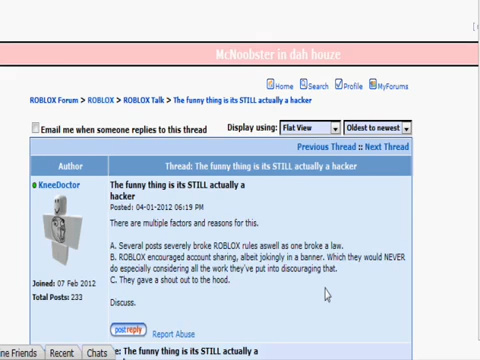 McNoobster in dah houze
Home Search Profile MyForums
ROBLOX Forum > ROBLOX > ROBLOX Talk > The funny thing is its STILL actually a hacker
Email me when someone replies to this thread Display using: Flat View Oldest to newest
Previous Thread :: Next Thread
Author Thread: The funny thing is its STILL actually a hacker
KneeDoctor
Joined: 07 Feb 2012
Total Posts: 233
The funny thing is its STILL actually a
hacker
Posted: 04-01-2012 06:19 PM
There are multiple factors and reasons for this.
A. Several posts severely broke ROBLOX rules aswell as one broke a law.
B. ROBLOX encouraged account sharing, albeit jokingly in a banner. Which they would NEVER
do especially considering all the work they've put into discouraging that.
C. They gave a shout out to the hood.
Discuss.
postreply Report Abuse
e: The funny thing is its STILL actually a
ne Friends Recent Chats